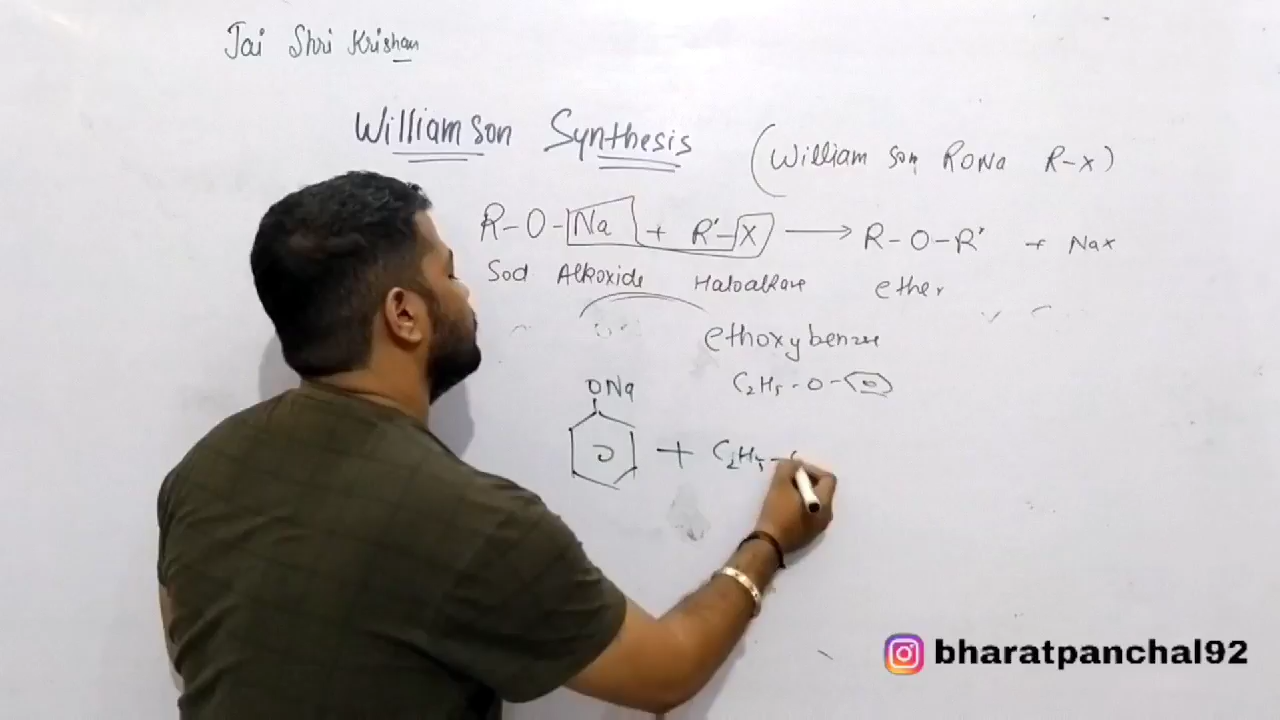 Jai Shri Krishan
Williamson Synthesis
(William son RONa R-X)
R-O-Na + R'-X ⟶ R-O-R' + NaX
Sod Alkoxide Haloalkane ether
ethoxybenzene
C₂H₅-O-
ONa
+ C₂H₅-
bharatpanchal92